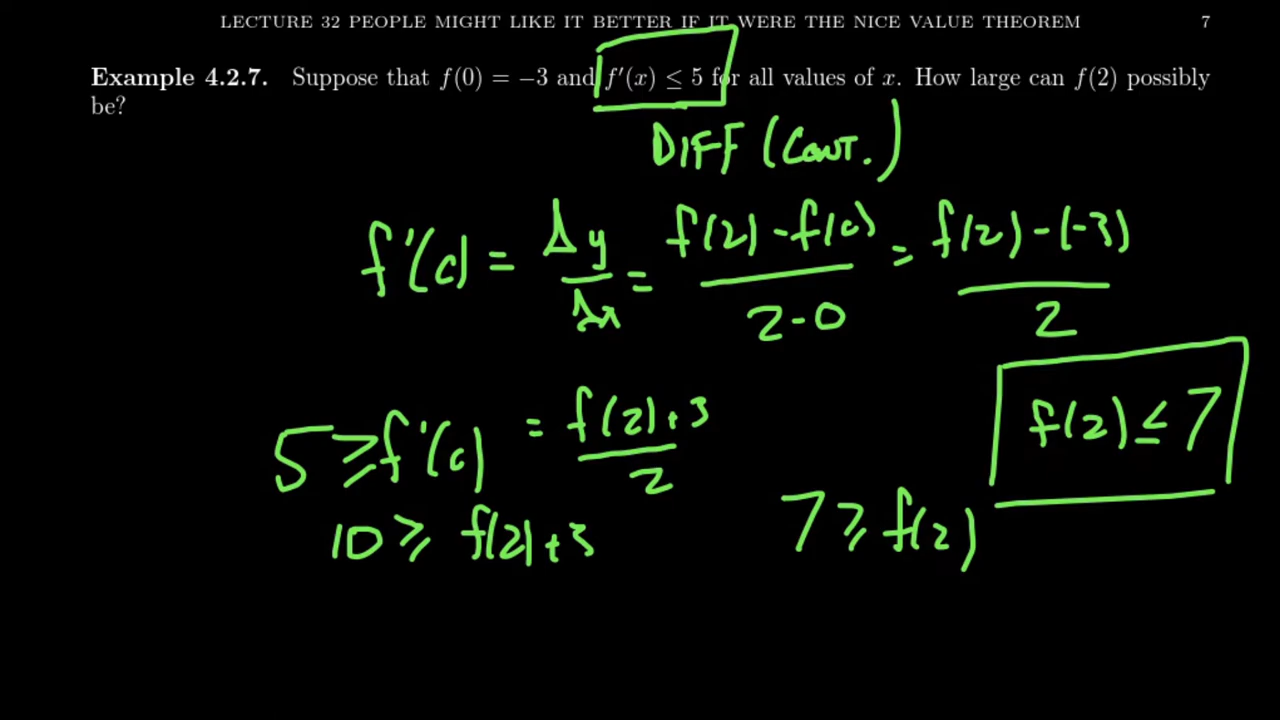 LECTURE 32 PEOPLE MIGHT LIKE IT BETTER IF IT WERE THE NICE VALUE THEOREM 7
Example 4.2.7. Suppose that f(0) = −3 and f′(x) ≤ 5 for all values of x. How large can f(2) possibly
be?
DIFF (CONT.)
f'(c) = Δy/Δx = f(2) - f(0)/2-0 = f(2) - (-3)/2
5 ≥ f'(c) = f(2)+3/2
f(2) ≤ 7
10 ≥ f(2)+3 7 ≥ f(2)